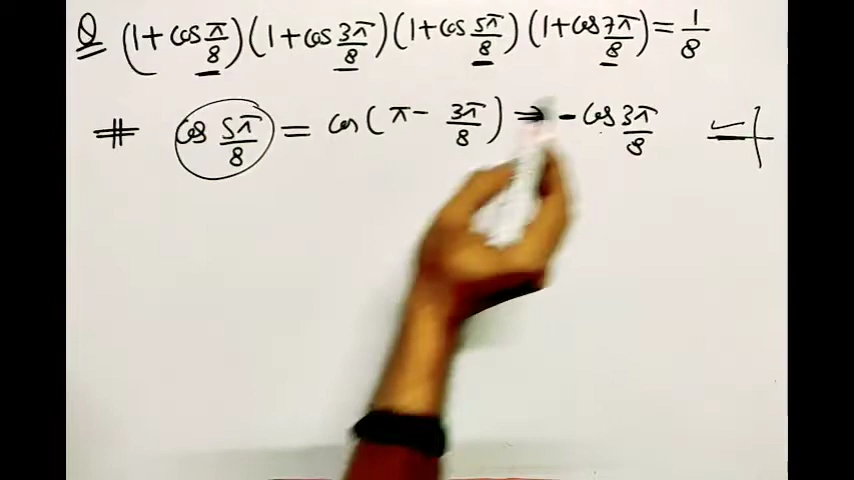 Q (1+cos π/8)(1+cos 3π/8)(1+cos 5π/8)(1+cos 7π/8) = 1/8
# cos 5π/8 = cos(π - 3π/8) ⇒ -cos 3π/8